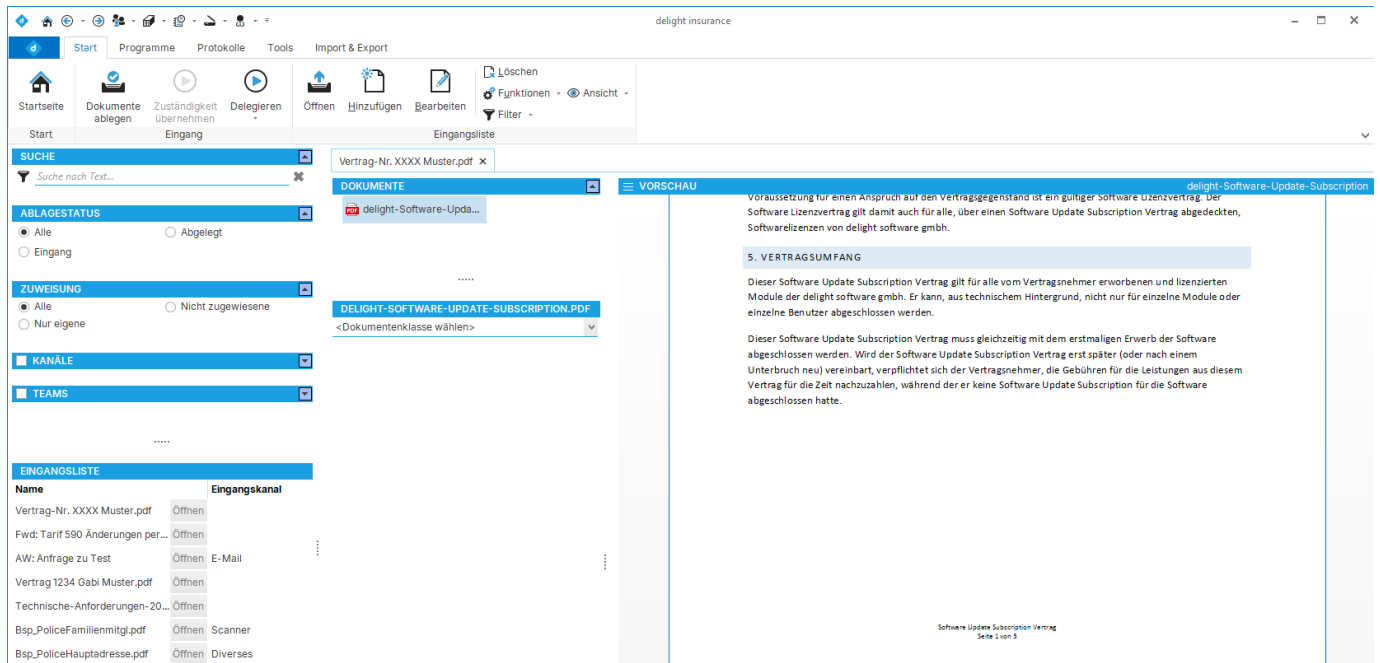 delight insurance
d
Start Programme Protokolle Tools Import & Export
Startseite
Dokumente ablegen
Zuständigkeit übernehmen
Delegieren
Öffnen
Hinzufügen
Bearbeiten
Löschen
Funktionen
Ansicht
Filter
Start Eingang Eingangsliste
SUCHE
Suche nach Text...
ABLAGESTATUS
Alle Abgelegt
Eingang
ZUWEISUNG
Alle Nicht zugewiesene
Nur eigene
KANÄLE
TEAMS
.....
EINGANGSLISTE
Name Eingangskanal
Vertrag-Nr. XXXX Muster.pdf Öffnen
Fwd: Tarif 590 Änderungen per... Öffnen
AW: Anfrage zu Test Öffnen E-Mail
Vertrag 1234 Gabi Muster.pdf Öffnen
Technische-Anforderungen-20... Öffnen
Bsp_PoliceFamilienmitgl.pdf Öffnen Scanner
Bsp_PoliceHauptadresse.pdf Öffnen Diverses
Vertrag-Nr. XXXX Muster.pdf
DOKUMENTE
PDF delight-Software-Upda...
.....
DELIGHT-SOFTWARE-UPDATE-SUBSCRIPTION.PDF
<Dokumentenklasse wählen>
VORSCHAU delight-Software-Update-Subscription
Voraussetzung für einen Anspruch auf den Vertragsgegenstand ist ein gültiger Software Lizenzvertrag. Der
Software Lizenzvertrag gilt damit auch für alle, über einen Software Update Subscription Vertrag abgedeckten,
Softwarelizenzen von delight software gmbh.
5. VERTRAGSUMFANG
Dieser Software Update Subscription Vertrag gilt für alle vom Vertragsnehmer erworbenen und lizenzierten
Module der delight software gmbh. Er kann, aus technischem Hintergrund, nicht nur für einzelne Module oder
einzelne Benutzer abgeschlossen werden.
Dieser Software Update Subscription Vertrag muss gleichzeitig mit dem erstmaligen Erwerb der Software
abgeschlossen werden. Wird der Software Update Subscription Vertrag erst später (oder nach einem
Unterbruch neu) vereinbart, verpflichtet sich der Vertragsnehmer, die Gebühren für die Leistungen aus diesem
Vertrag für die Zeit nachzuzahlen, während der er keine Software Update Subscription für die Software
abgeschlossen hatte.
Software Update Subscription Vertrag
Seite 1 von 3